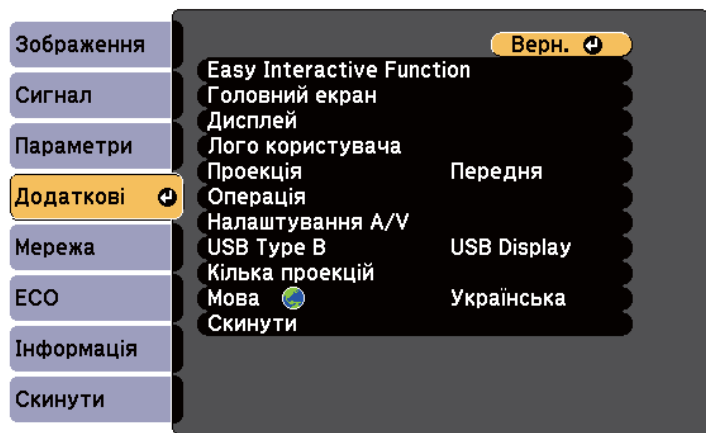 Зображення
Сигнал
Параметри
Додаткові
Мережа
ECO
Інформація
Скинути
Верн.
Easy Interactive Function
Головний екран
Дисплей
Лого користувача
Проекція Передня
Операція
Налаштування A/V
USB Type B USB Display
Кілька проекцій
Мова Українська
Скинути